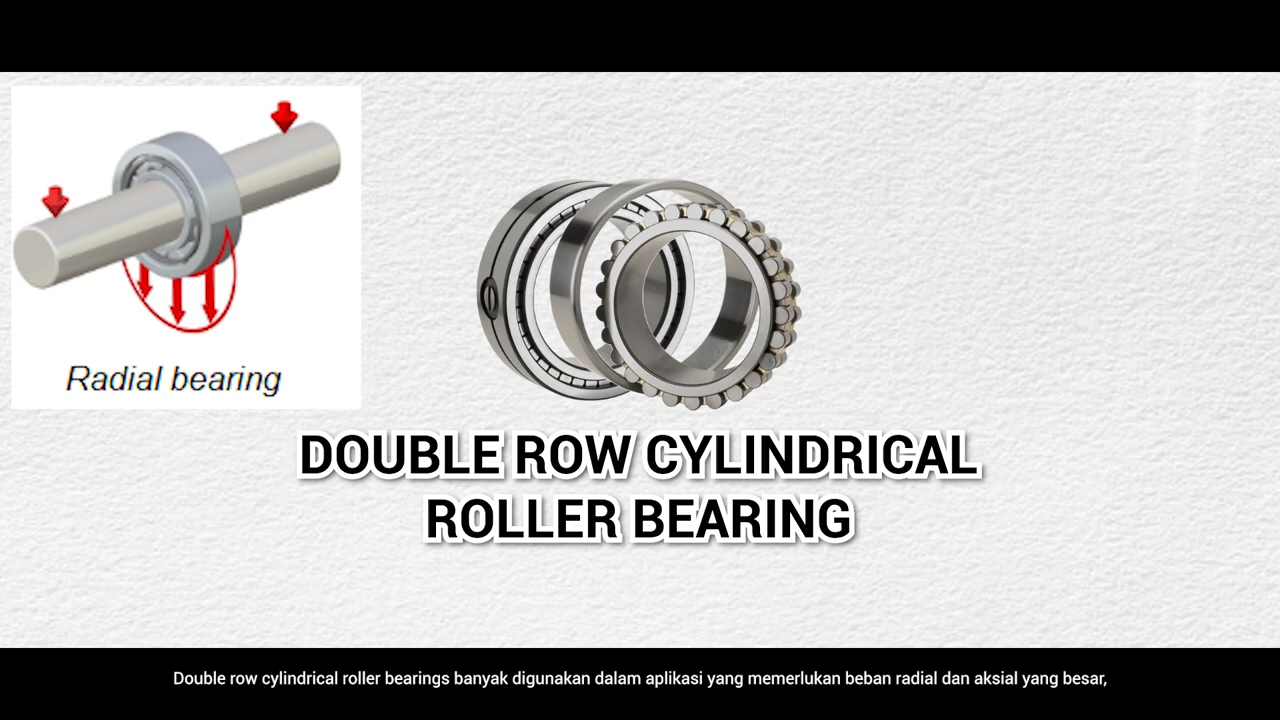 Radial bearing
DOUBLE ROW CYLINDRICAL
ROLLER BEARING
Double row cylindrical roller bearings banyak digunakan dalam aplikasi yang memerlukan beban radial dan aksial yang besar,